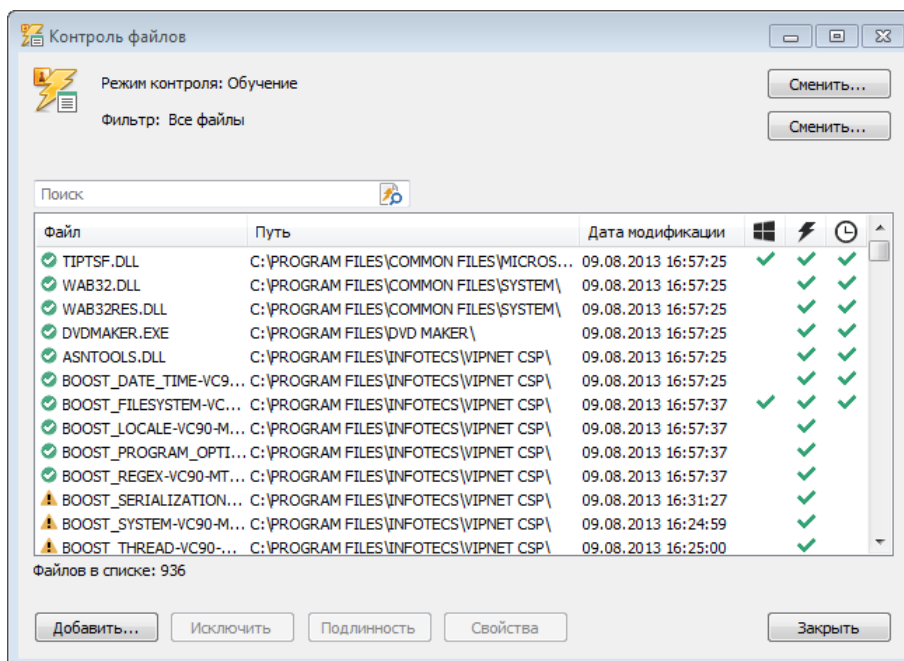 Контроль файлов
Режим контроля: Обучение
Сменить...
Фильтр: Все файлы
Сменить...
Поиск
Файл Путь Дата модификации
TIPTSF.DLL C:\PROGRAM FILES\COMMON FILES\MICROS... 09.08.2013 16:57:25
WAB32.DLL C:\PROGRAM FILES\COMMON FILES\SYSTEM\ 09.08.2013 16:57:25
WAB32RES.DLL C:\PROGRAM FILES\COMMON FILES\SYSTEM\ 09.08.2013 16:57:25
DVDMAKER.EXE C:\PROGRAM FILES\DVD MAKER\ 09.08.2013 16:57:25
ASNTOOLS.DLL C:\PROGRAM FILES\INFOTECS\VIPNET CSP\ 09.08.2013 16:57:25
BOOST_DATE_TIME-VC9... C:\PROGRAM FILES\INFOTECS\VIPNET CSP\ 09.08.2013 16:57:25
BOOST_FILESYSTEM-VC... C:\PROGRAM FILES\INFOTECS\VIPNET CSP\ 09.08.2013 16:57:37
BOOST_LOCALE-VC90-M... C:\PROGRAM FILES\INFOTECS\VIPNET CSP\ 09.08.2013 16:57:37
BOOST_PROGRAM_OPTI... C:\PROGRAM FILES\INFOTECS\VIPNET CSP\ 09.08.2013 16:57:37
BOOST_REGEX-VC90-MT... C:\PROGRAM FILES\INFOTECS\VIPNET CSP\ 09.08.2013 16:57:37
BOOST_SERIALIZATION... C:\PROGRAM FILES\INFOTECS\VIPNET CSP\ 09.08.2013 16:31:27
BOOST_SYSTEM-VC90-M... C:\PROGRAM FILES\INFOTECS\VIPNET CSP\ 09.08.2013 16:24:59
BOOST_THREAD-VC90-... C:\PROGRAM FILES\INFOTECS\VIPNET CSP\ 09.08.2013 16:25:00
Файлов в списке: 936
Добавить... Исключить Подлинность Свойства Закрыть